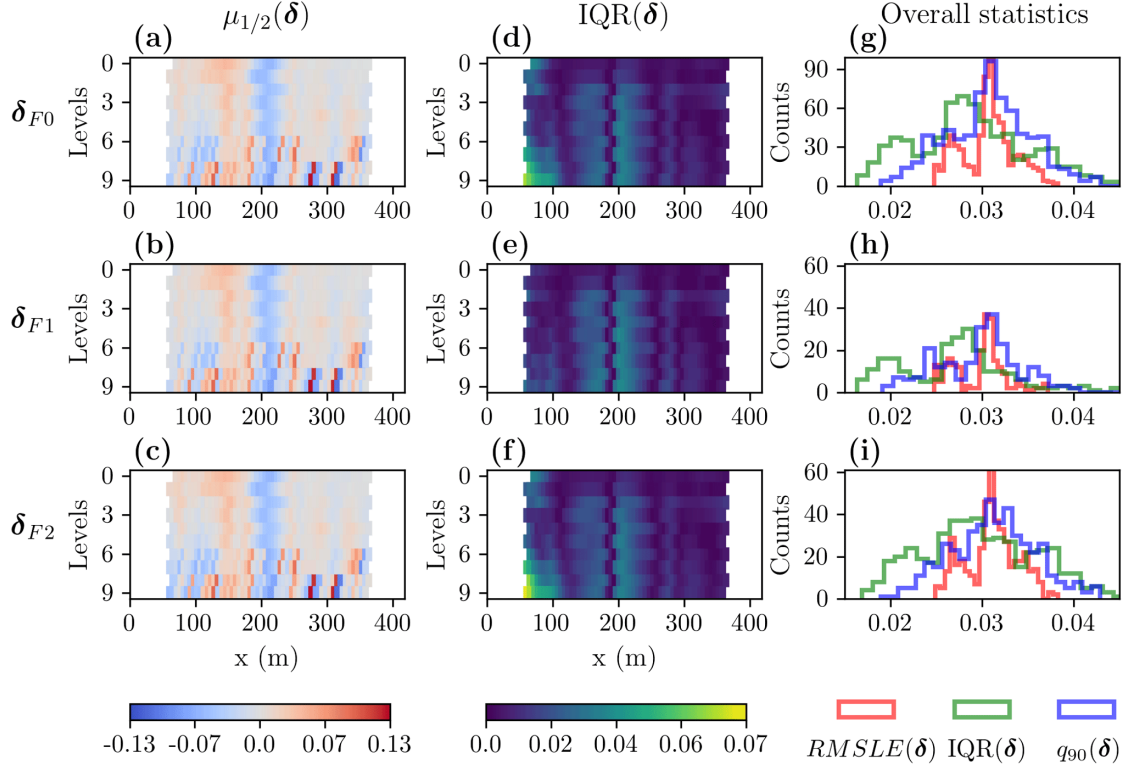 μ1/2(δ) IQR(δ) Overall statistics
(a) (d) (g)
δF0
Levels
0
3
6
9
0 100 200 300 400
Levels
0
3
6
9
0 100 200 300 400
Counts
90
60
30
0
0.02 0.03 0.04
(b) (e) (h)
δF1
Levels
0
3
6
9
0 100 200 300 400
Levels
0
3
6
9
0 100 200 300 400
Counts
60
40
20
0
0.02 0.03 0.04
(c) (f) (i)
δF2
Levels
0
3
6
9
0 100 200 300 400
x (m)
Levels
0
3
6
9
0 100 200 300 400
x (m)
Counts
60
40
20
0
0.02 0.03 0.04
-0.13 -0.07 0.0 0.07 0.13
0.0 0.02 0.04 0.06 0.07
RMSLE(δ) IQR(δ) q90(δ)